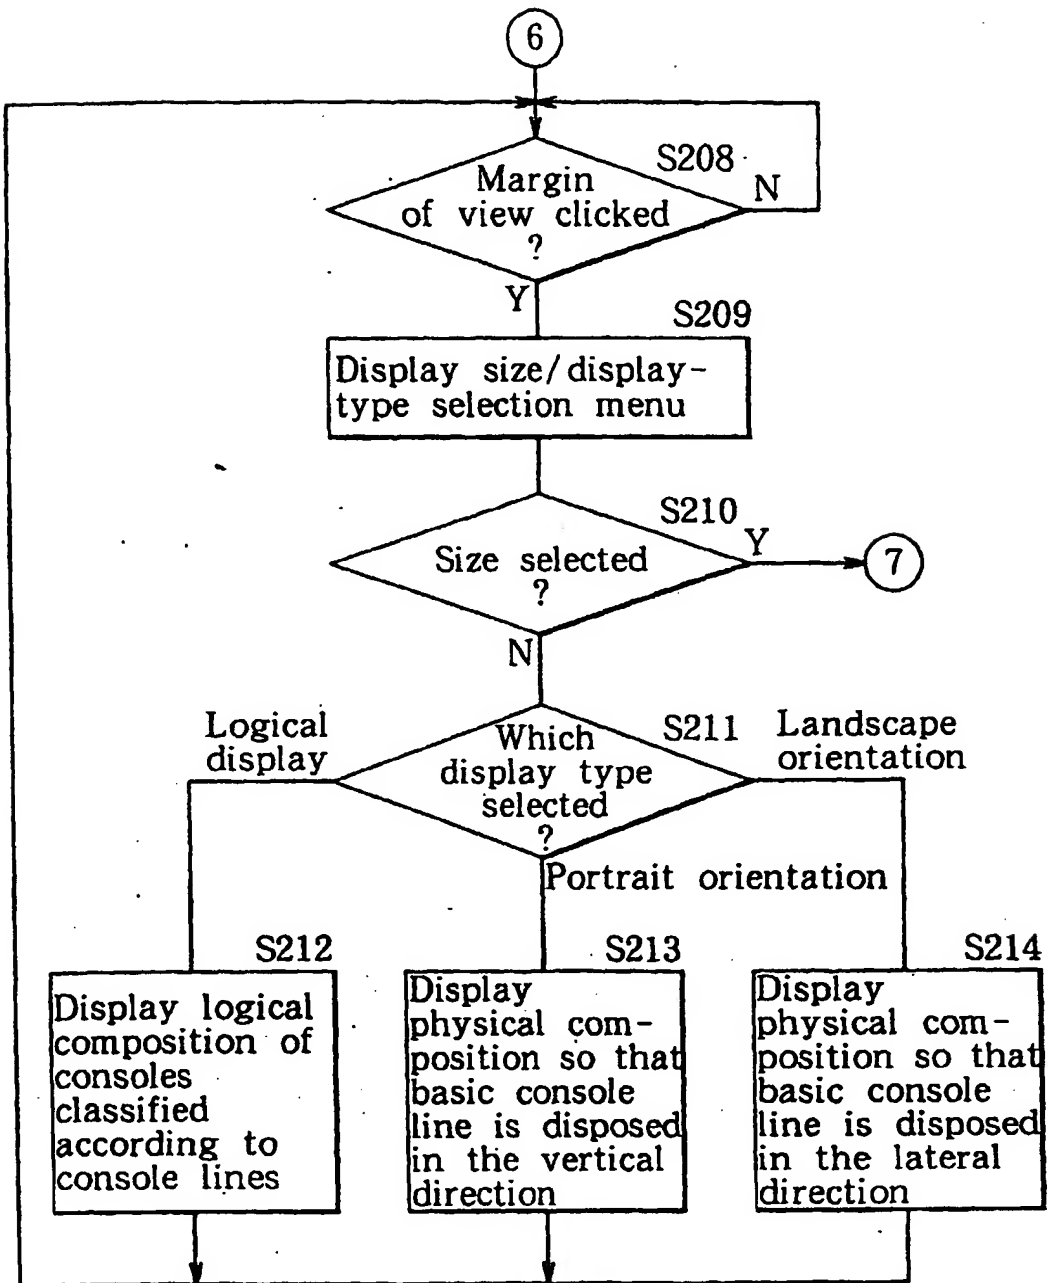 6
S208
Margin
of view clicked
?
N
Y
S209
Display size/display-
type selection menu
S210
Size selected
?
Y
7
N
S211
Which
display type
selected
?
Logical
display
Landscape
orientation
Portrait orientation
S212
Display logical
composition of
consoles
classified
according to
console lines
S213
Display
physical com-
position so that
basic console
line is disposed
in the vertical
direction
S214
Display
physical com-
position so that
basic console
line is disposed
in the lateral
direction